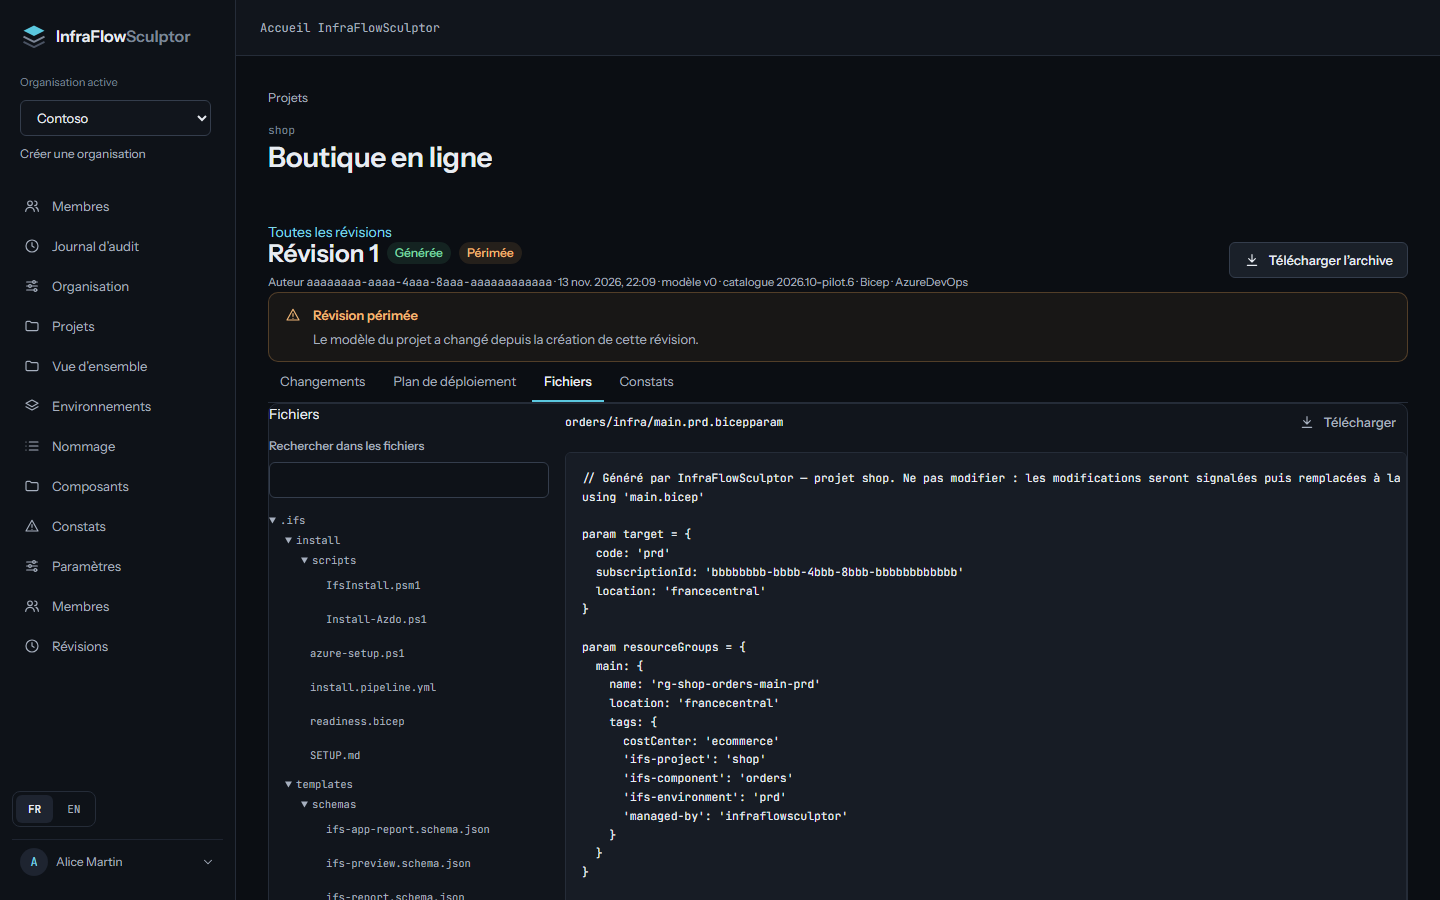 InfraFlowSculptor
Organisation active
Contoso
Créer une organisation
Membres
Journal d'audit
Organisation
Projets
Vue d'ensemble
Environnements
Nommage
Composants
Constats
Paramètres
Membres
Révisions
FR EN
A Alice Martin
Accueil InfraFlowSculptor
Projets
shop
Boutique en ligne
Toutes les révisions
Révision 1 Générée Périmée
Télécharger l'archive
Auteur aaaaaaaa-aaaa-4aaa-8aaa-aaaaaaaaaaaa · 13 nov. 2026, 22:09 · modèle v0 · catalogue 2026.10-pilot.6 · Bicep · AzureDevOps
Révision périmée
Le modèle du projet a changé depuis la création de cette révision.
Changements Plan de déploiement Fichiers Constats
Fichiers
Rechercher dans les fichiers
.ifs
install
scripts
IfsInstall.psm1
Install-Azdo.ps1
azure-setup.ps1
install.pipeline.yml
readiness.bicep
SETUP.md
templates
schemas
ifs-app-report.schema.json
ifs-preview.schema.json
ifs-report.schema.json
orders/infra/main.prd.bicepparam
Télécharger
// Généré par InfraFlowSculptor — projet shop. Ne pas modifier : les modifications seront signalées puis remplacées à la
using 'main.bicep'
param target = {
code: 'prd'
subscriptionId: 'bbbbbbbb-bbbb-4bbb-8bbb-bbbbbbbbbbbb'
location: 'francecentral'
}
param resourceGroups = {
main: {
name: 'rg-shop-orders-main-prd'
location: 'francecentral'
tags: {
costCenter: 'ecommerce'
'ifs-project': 'shop'
'ifs-component': 'orders'
'ifs-environment': 'prd'
'managed-by': 'infraflowsculptor'
}
}
}